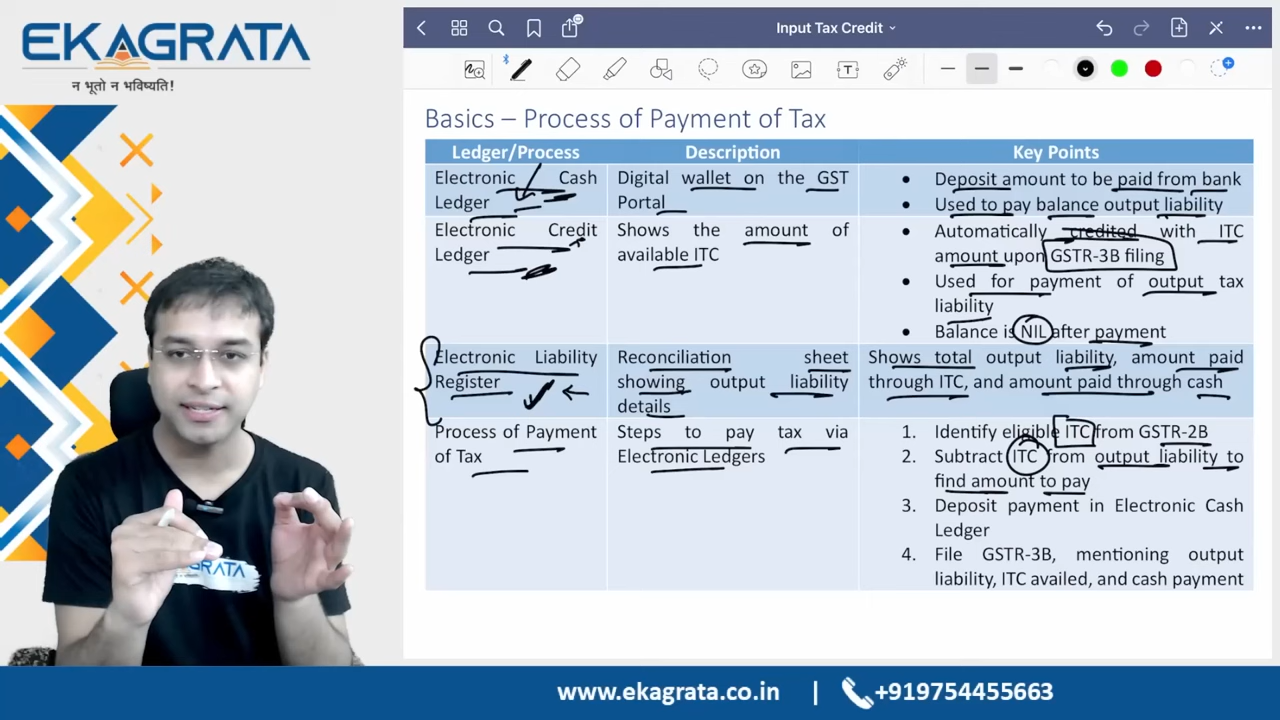 EKAGRATA
न भूतो न भविष्यति!
Input Tax Credit
Basics – Process of Payment of Tax
Ledger/Process
Description
Key Points
Electronic Cash
Ledger
Digital wallet on the GST
Portal
• Deposit amount to be paid from bank
• Used to pay balance output liability
Electronic Credit
Ledger
Shows the amount of
available ITC
• Automatically credited with ITC
amount upon GSTR-3B filing
• Used for payment of output tax
liability
• Balance is NIL after payment
Electronic Liability
Register
Reconciliation sheet
showing output liability
details
Shows total output liability, amount paid
through ITC, and amount paid through cash
Process of Payment
of Tax
Steps to pay tax via
Electronic Ledgers
1. Identify eligible ITC from GSTR-2B
2. Subtract ITC from output liability to
find amount to pay
3. Deposit payment in Electronic Cash
Ledger
4. File GSTR-3B, mentioning output
liability, ITC availed, and cash payment
www.ekagrata.co.in | +919754455663